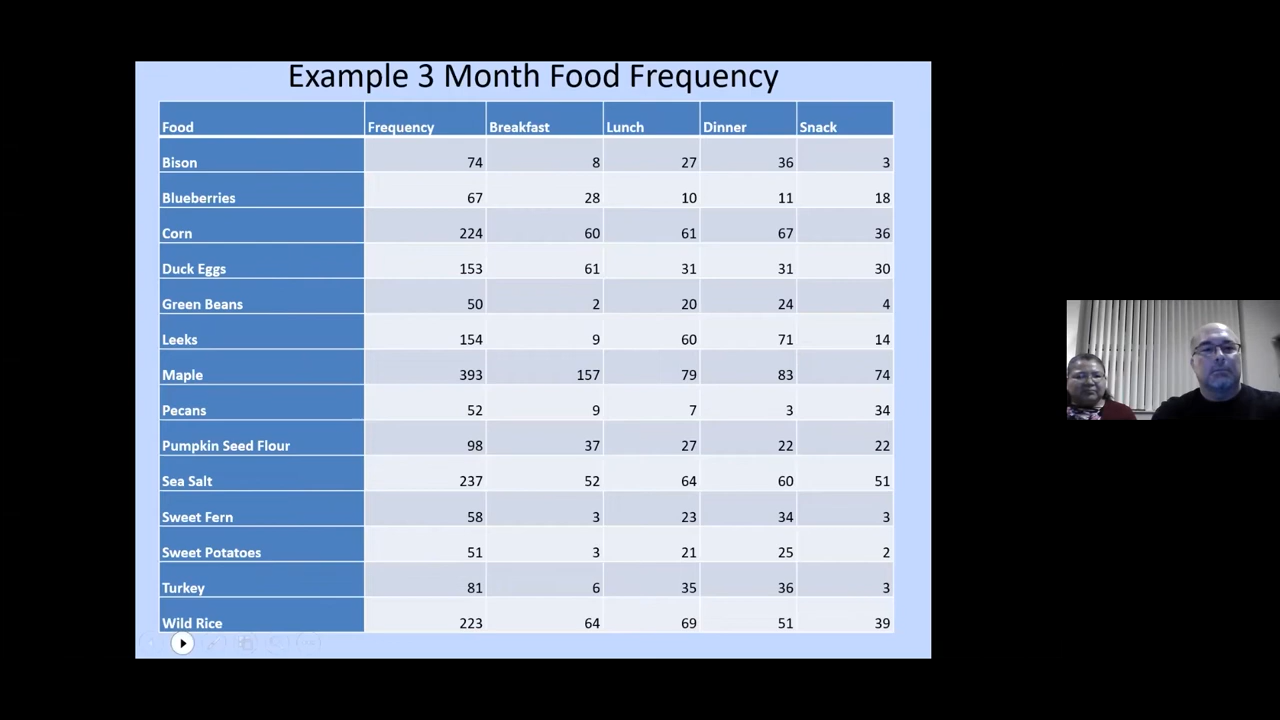 Example 3 Month Food Frequency
Food Frequency Breakfast Lunch Dinner Snack
Bison 74 8 27 36 3
Blueberries 67 28 10 11 18
Corn 224 60 61 67 36
Duck Eggs 153 61 31 31 30
Green Beans 50 2 20 24 4
Leeks 154 9 60 71 14
Maple 393 157 79 83 74
Pecans 52 9 7 3 34
Pumpkin Seed Flour 98 37 27 22 22
Sea Salt 237 52 64 60 51
Sweet Fern 58 3 23 34 3
Sweet Potatoes 51 3 21 25 2
Turkey 81 6 35 36 3
Wild Rice 223 64 69 51 39